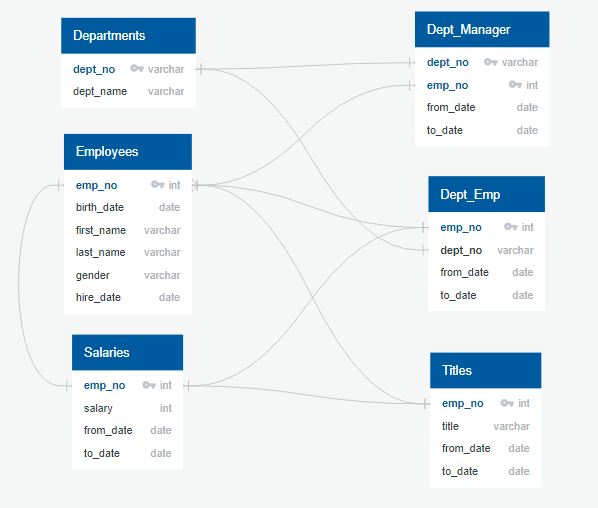 Departments
dept_no varchar
dept_name varchar
Employees
emp_no int
birth_date date
first_name varchar
last_name varchar
gender varchar
hire_date date
Salaries
emp_no int
salary int
from_date date
to_date date
Dept_Manager
dept_no varchar
emp_no int
from_date date
to_date date
Dept_Emp
emp_no int
dept_no varchar
from_date date
to_date date
Titles
emp_no int
title varchar
from_date date
to_date date